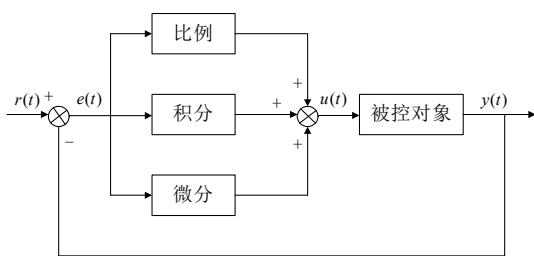 比例
+
r(t) + e(t) 积分 + u(t) 被控对象 y(t)
−
+
微分